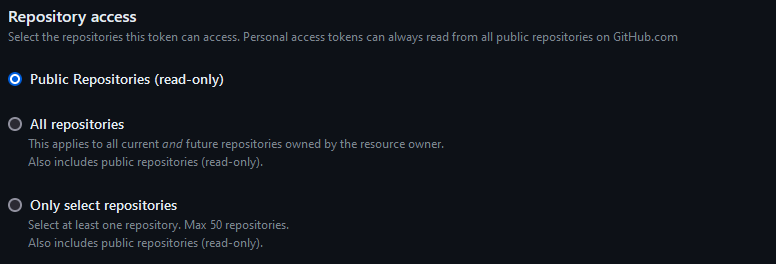 Repository access
Select the repositories this token can access. Personal access tokens can always read from all public repositories on GitHub.com
Public Repositories (read-only)
All repositories
This applies to all current and future repositories owned by the resource owner.
Also includes public repositories (read-only).
Only select repositories
Select at least one repository. Max 50 repositories.
Also includes public repositories (read-only).